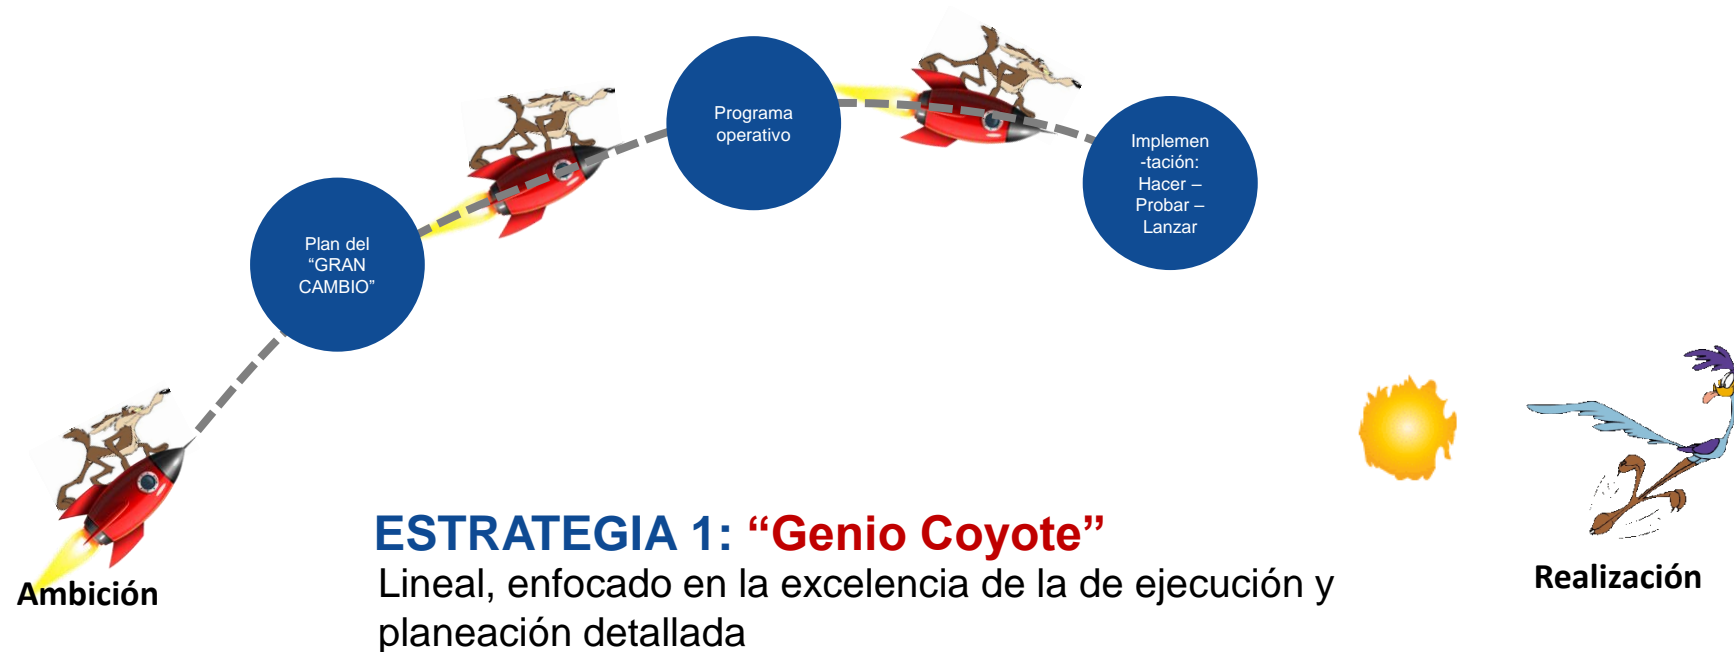 Programa
operativo
Implemen
-tación:
Hacer –
Probar –
Lanzar
Plan del
“GRAN
CAMBIO”
ESTRATEGIA 1: “Genio Coyote”
Lineal, enfocado en la excelencia de la de ejecución y
planeación detallada
Ambición
Realización